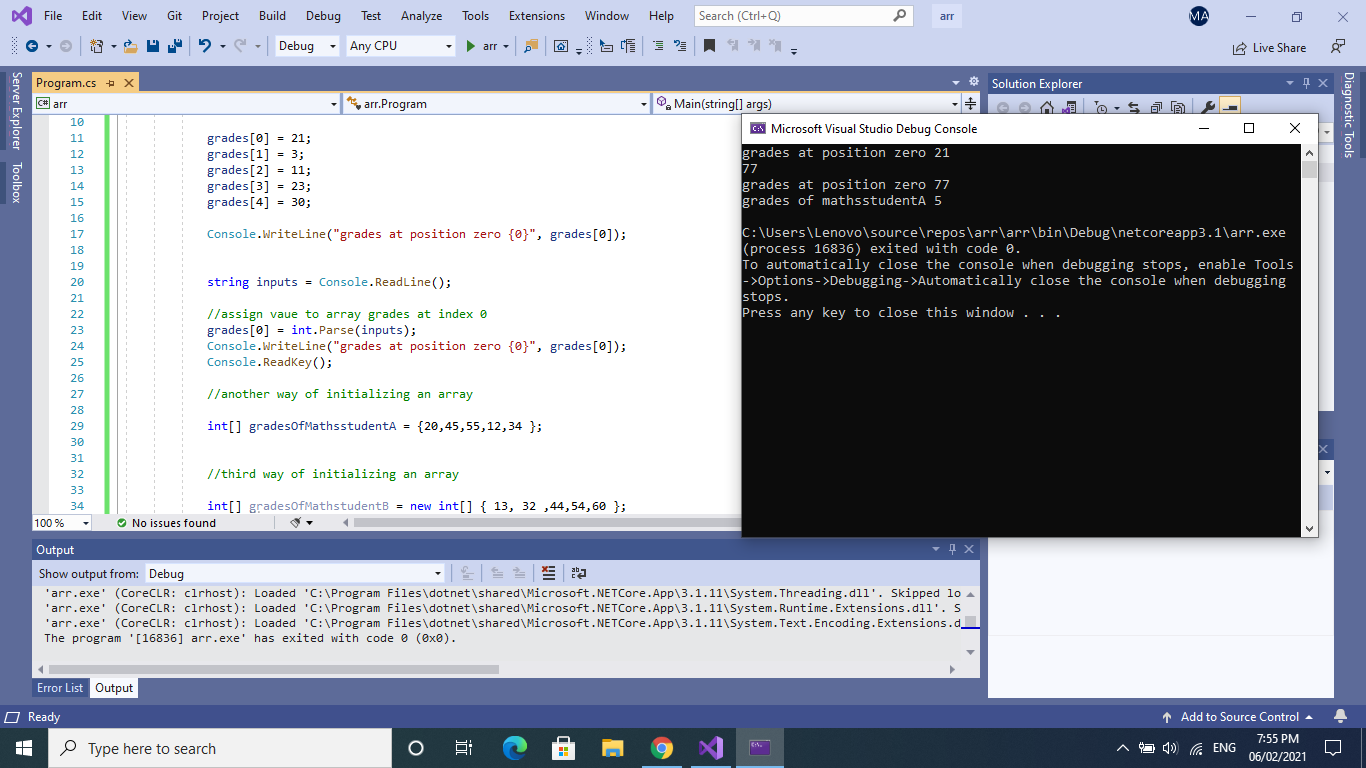 File Edit View Git Project Build Debug Test Analyze Tools Extensions Window Help Search (Ctrl+Q) arr MA
Debug Any CPU arr Live Share
Server Explorer
Toolbox
Program.cs
C# arr arr.Program Main(string[] args)
10
11 grades[0] = 21;
12 grades[1] = 3;
13 grades[2] = 11;
14 grades[3] = 23;
15 grades[4] = 30;
16
17 Console.WriteLine("grades at position zero {0}", grades[0]);
18
19
20 string inputs = Console.ReadLine();
21
22 //assign vaue to array grades at index 0
23 grades[0] = int.Parse(inputs);
24 Console.WriteLine("grades at position zero {0}", grades[0]);
25 Console.ReadKey();
26
27 //another way of initializing an array
28
29 int[] gradesOfMathsstudentA = {20,45,55,12,34 };
30
31
32 //third way of initializing an array
33
34 int[] gradesOfMathstudentB = new int[] { 13, 32 ,44,54,60 };
100 % No issues found
Solution Explorer
Diagnostic Tools
Microsoft Visual Studio Debug Console
grades at position zero 21
77
grades at position zero 77
grades of mathsstudentA 5
C:\Users\Lenovo\source\repos\arr\arr\bin\Debug\netcoreapp3.1\arr.exe
(process 16836) exited with code 0.
To automatically close the console when debugging stops, enable Tools
->Options->Debugging->Automatically close the console when debugging
stops.
Press any key to close this window . . .
Output
Show output from: Debug
'arr.exe' (CoreCLR: clrhost): Loaded 'C:\Program Files\dotnet\shared\Microsoft.NETCore.App\3.1.11\System.Threading.dll'. Skipped lo
'arr.exe' (CoreCLR: clrhost): Loaded 'C:\Program Files\dotnet\shared\Microsoft.NETCore.App\3.1.11\System.Runtime.Extensions.dll'. S
'arr.exe' (CoreCLR: clrhost): Loaded 'C:\Program Files\dotnet\shared\Microsoft.NETCore.App\3.1.11\System.Text.Encoding.Extensions.d
The program '[16836] arr.exe' has exited with code 0 (0x0).
Error List Output
Ready Add to Source Control
Type here to search ENG 7:55 PM
06/02/2021